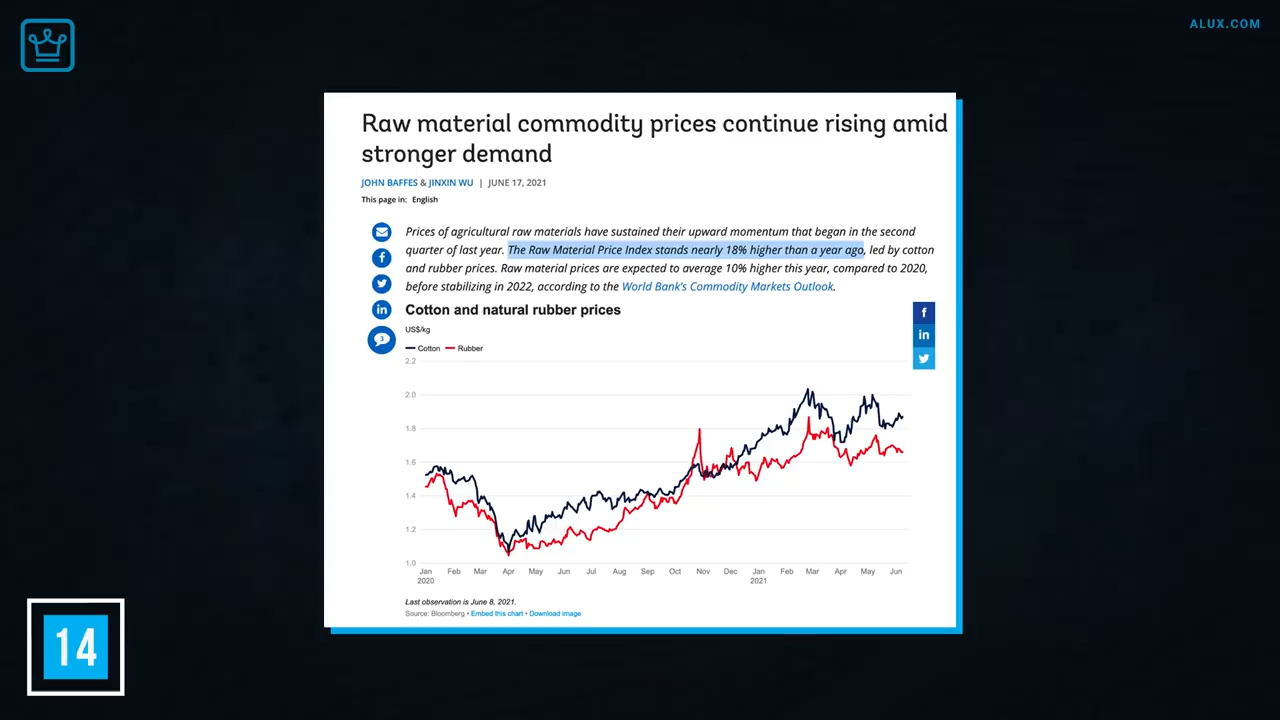 ALUX.COM
Raw material commodity prices continue rising amid
stronger demand
JOHN BAFFES & JINXIN WU | JUNE 17, 2021
This page in: English
Prices of agricultural raw materials have sustained their upward momentum that began in the second
quarter of last year. The Raw Material Price Index stands nearly 18% higher than a year ago, led by cotton
and rubber prices. Raw material prices are expected to average 10% higher this year, compared to 2020,
before stabilizing in 2022, according to the World Bank's Commodity Markets Outlook.
3
Cotton and natural rubber prices
US$/kg
Cotton Rubber
2.2
2.0
1.8
1.6
1.4
1.2
1.0
Jan Feb Mar Apr May Jun Jul Aug Sep Oct Nov Dec Jan Feb Mar Apr May Jun
2020 2021
Last observation is June 8, 2021.
Source: Bloomberg • Embed this chart • Download image
14